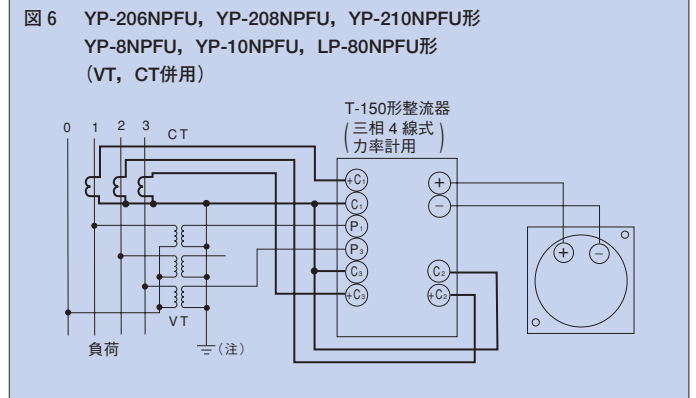 図6 YP-206NPFU，YP-208NPFU，YP-210NPFU形
YP-8NPFU，YP-10NPFU，LP-80NPFU形
（VT，CT併用）
T-150形整流器
（三相4線式
力率計用）
0 1 2 3 CT
+C₁
C₁
P₁
P₃
C₃
+C₃
+
−
C₂
+C₂
+ −
VT
負荷
（注）